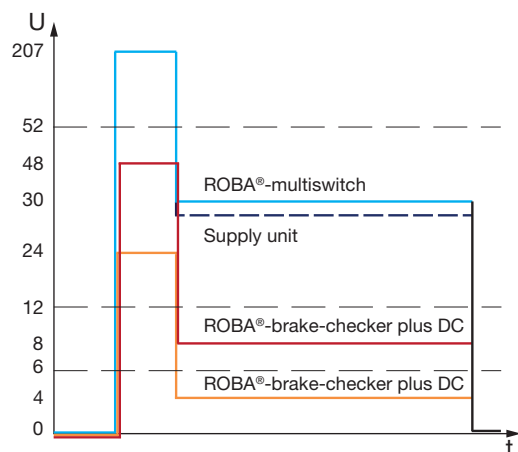 U
207
52
48
30
ROBA®-multiswitch
Supply unit
24
12
ROBA®-brake-checker plus DC
8
6
ROBA®-brake-checker plus DC
4
0
t